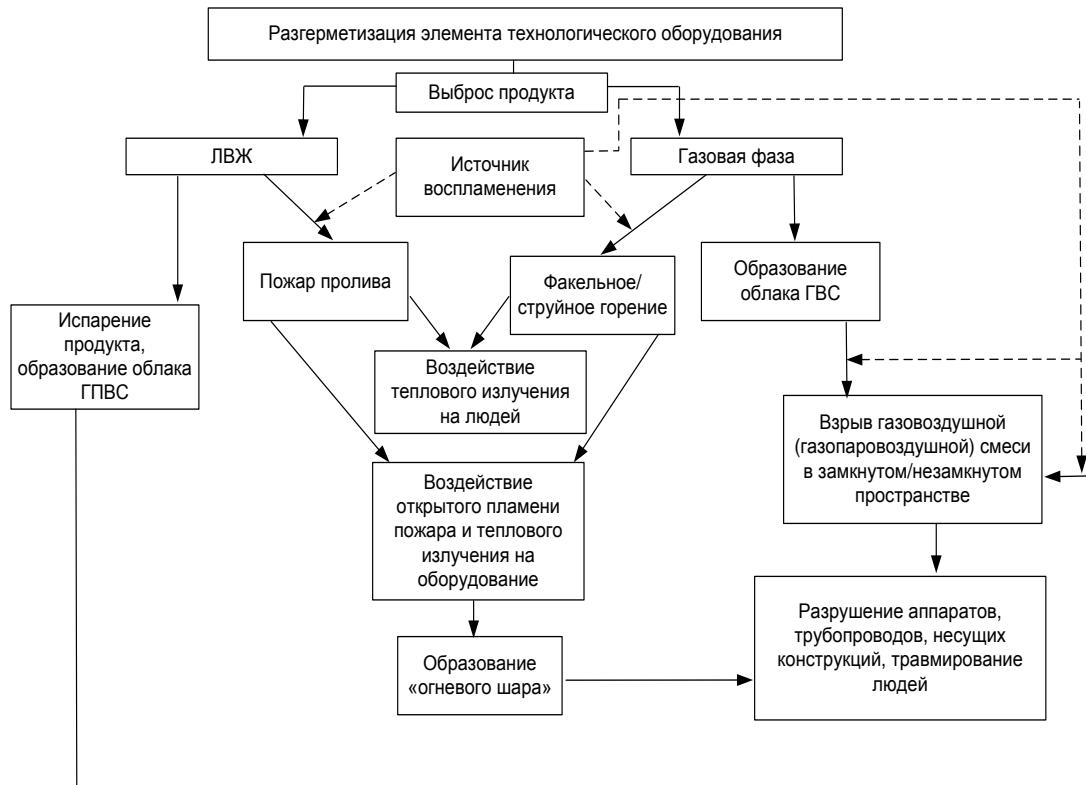 Разгерметизация элемента технологического оборудования
Выброс продукта
ЛВЖ
Источник
воспламенения
Газовая фаза
Пожар пролива
Факельное/
струйное горение
Образование
облака ГВС
Испарение
продукта,
образование облака
ГПВС
Воздействие
теплового излучения
на людей
Взрыв газовоздушной
(газопаровоздушной) смеси
в замкнутом/незамкнутом
пространстве
Воздействие
открытого пламени
пожара и теплового
излучения на
оборудование
Разрушение аппаратов,
трубопроводов, несущих
конструкций, травмирование
людей
Образование
«огневого шара»